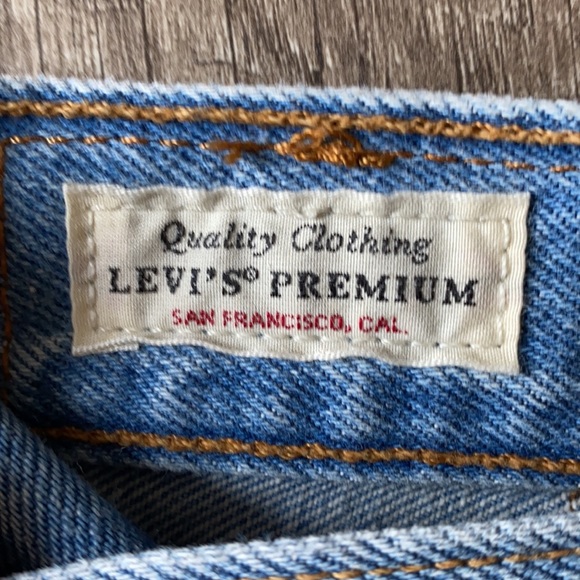 Quality Clothing
LEVI'S® PREMIUM
SAN FRANCISCO, CAL.